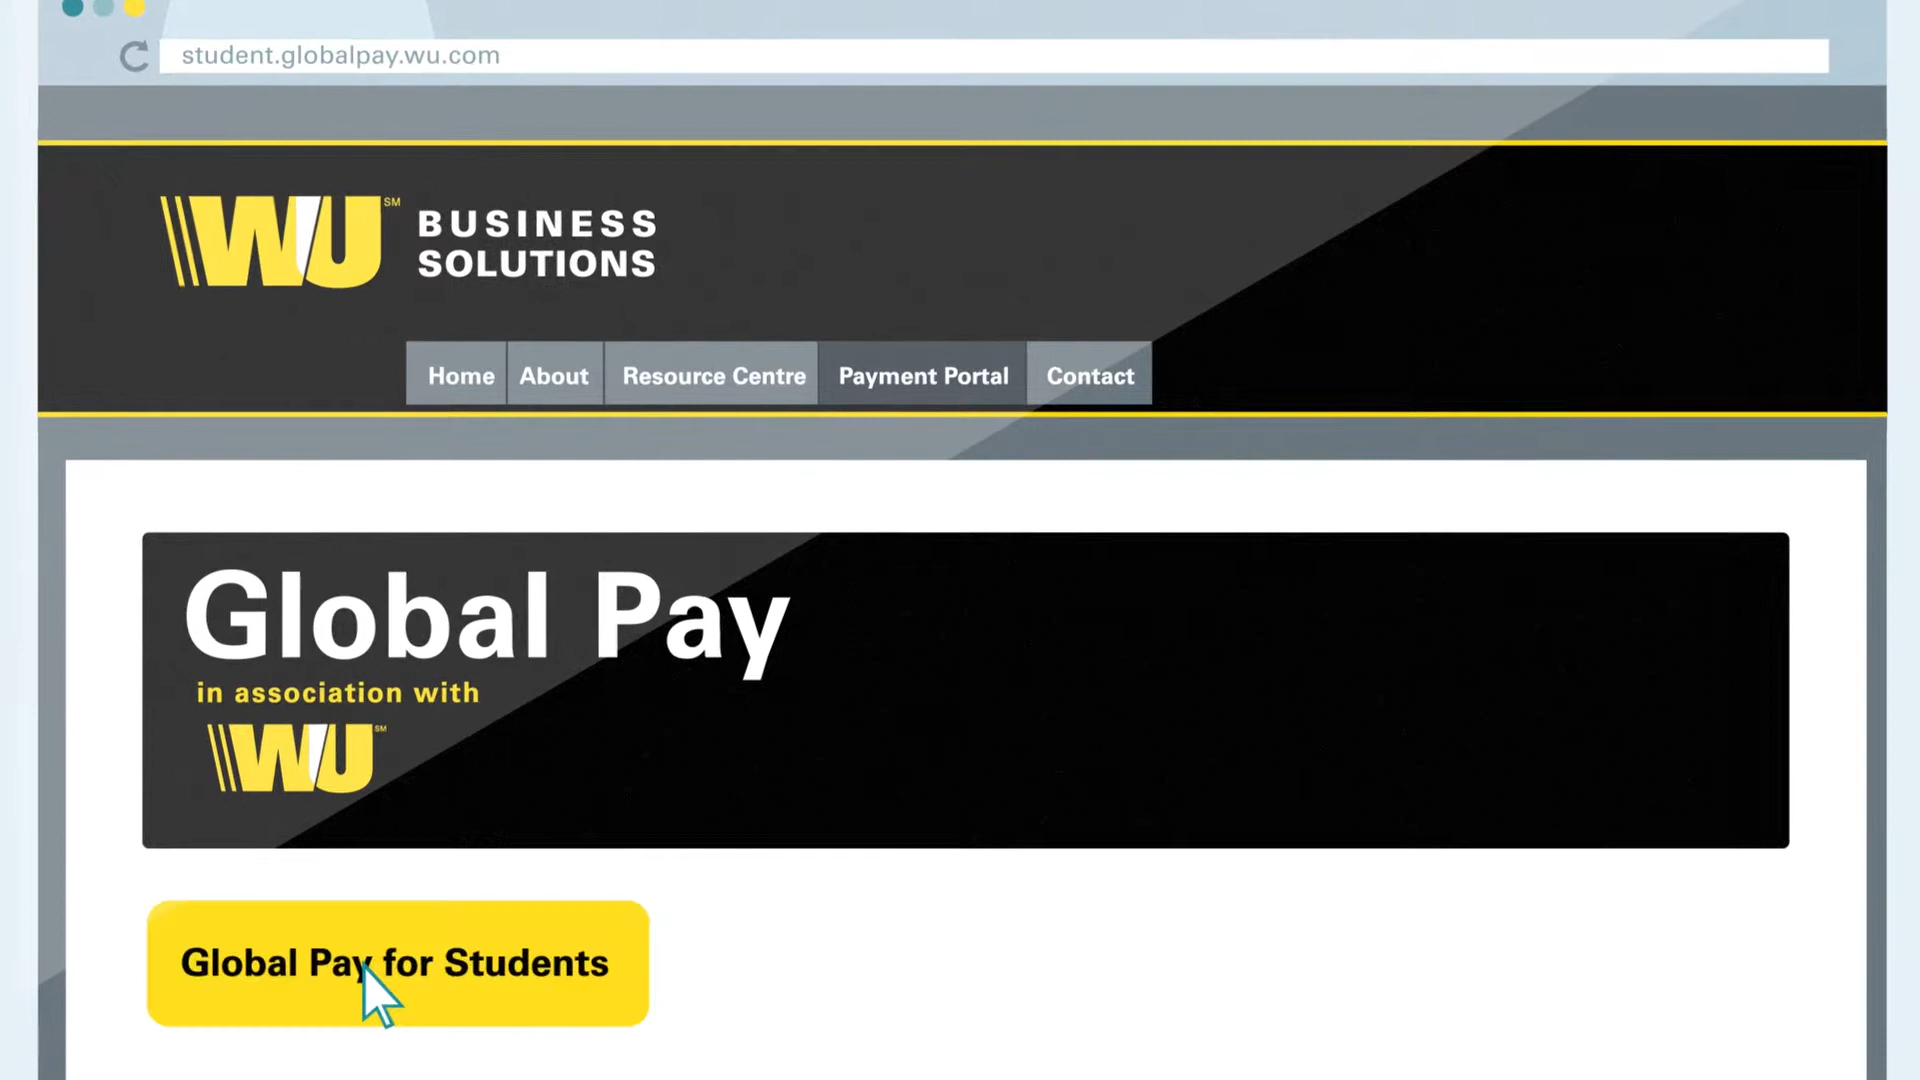 student.globalpay.wu.com
WU SM
BUSINESS
SOLUTIONS
Home About Resource Centre Payment Portal Contact
Global Pay
in association with
WU SM
Global Pay for Students